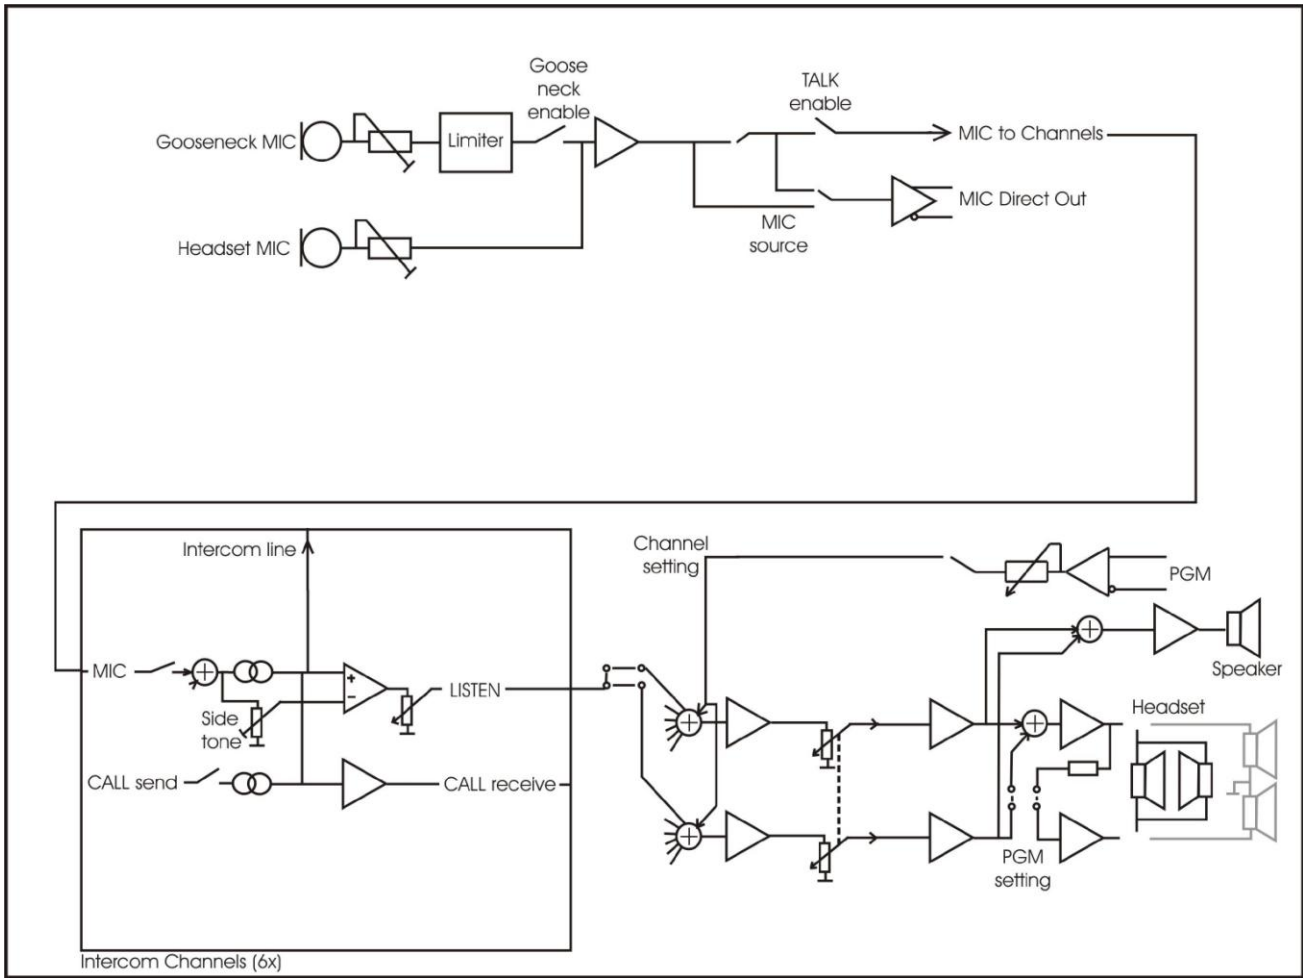 Goose
neck
enable
TALK
enable
Gooseneck MIC
Limiter
MIC to Channels
MIC Direct Out
MIC
source
Headset MIC
Intercom line
Channel
setting
PGM
Speaker
MIC
LISTEN
Side
tone
Headset
CALL send
CALL receive
PGM
setting
Intercom Channels (6x)